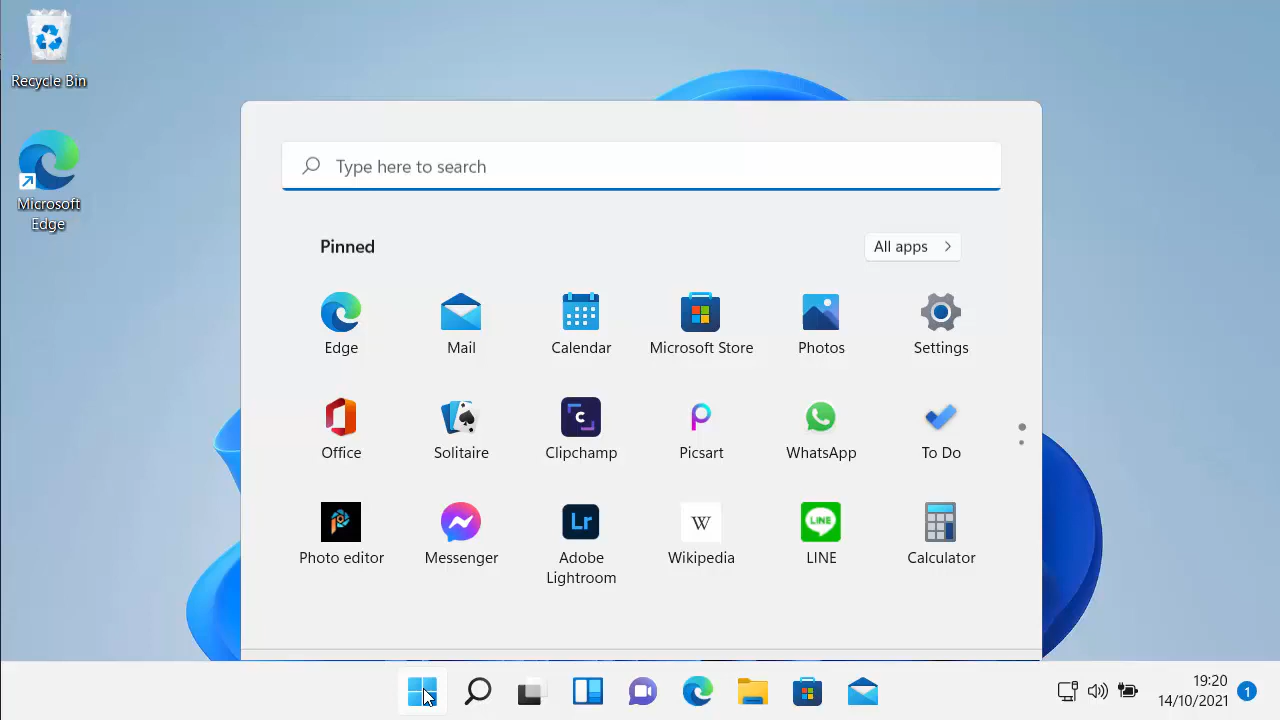 Recycle Bin
Microsoft
Edge
Type here to search
Pinned
All apps
Edge
Mail
Calendar
Microsoft Store
Photos
Settings
C
Office
Solitaire
Clipchamp
Picsart
WhatsApp
To Do
Lr
W
LINE
Photo editor
Messenger
Adobe
Lightroom
Wikipedia
LINE
Calculator
19:20
14/10/2021
1